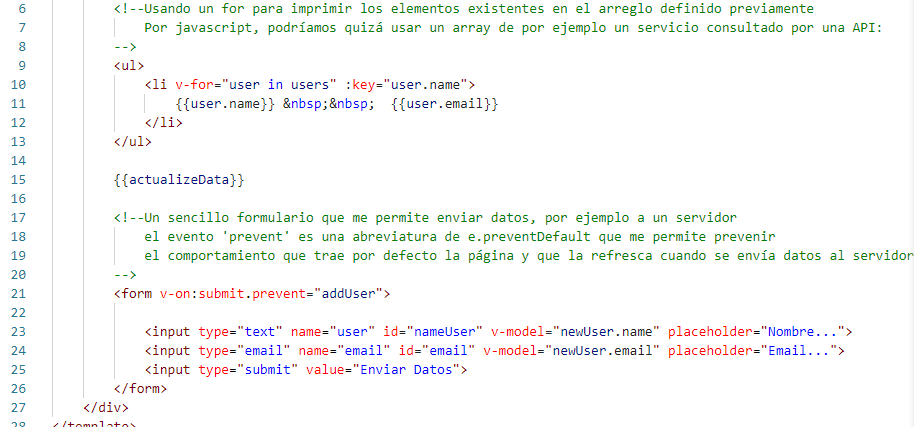 6 <!--Usando un for para imprimir los elementos existentes en el arreglo definido previamente
7 Por javascript, podríamos quizá usar un array de por ejemplo un servicio consultado por una API:
8 -->
9 <ul>
10 <li v-for="user in users" :key="user.name">
11 {{user.name}} &nbsp;&nbsp; {{user.email}}
12 </li>
13 </ul>
14
15 {{actualizeData}}
16
17 <!--Un sencillo formulario que me permite enviar datos, por ejemplo a un servidor
18 el evento 'prevent' es una abreviatura de e.preventDefault que me permite prevenir
19 el comportamiento que trae por defecto la página y que la refresca cuando se envía datos al servidor
20 -->
21 <form v-on:submit.prevent="addUser">
22
23 <input type="text" name="user" id="nameUser" v-model="newUser.name" placeholder="Nombre...">
24 <input type="email" name="email" id="email" v-model="newUser.email" placeholder="Email...">
25 <input type="submit" value="Enviar Datos">
26 </form>
27 </div>
28 </template>